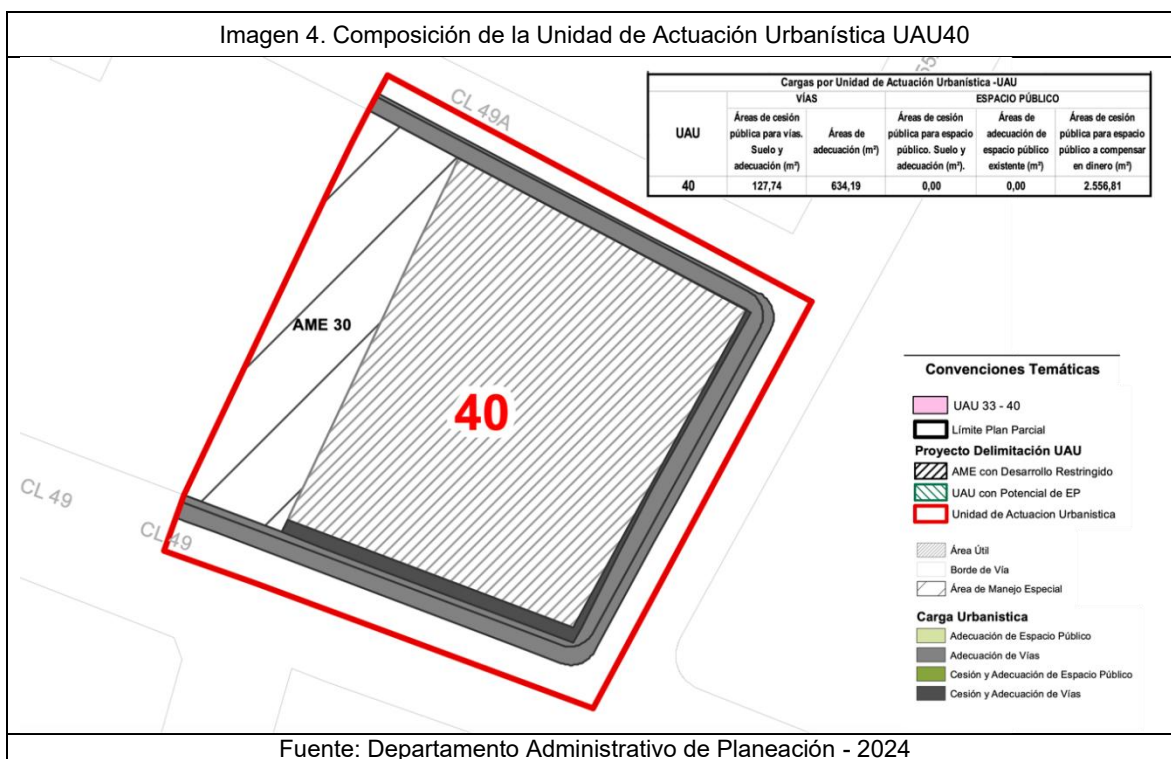 Imagen 4. Composición de la Unidad de Actuación Urbanística UAU40
Cargas por Unidad de Actuación Urbanística -UAU
UAU
VÍAS
ESPACIO PÚBLICO
Áreas de cesión
pública para vías.
Suelo y
adecuación (m²)
Áreas de
adecuación (m²)
Áreas de cesión
pública para espacio
público. Suelo y
adecuación (m²).
Áreas de
adecuación de
espacio público
existente (m²)
Áreas de cesión
pública para espacio
público a compensar
en dinero (m²)
40 127,74 634,19 0,00 0,00 2.556,81
CL 49A
AME 30
40
CL 49
CL 49
Convenciones Temáticas
UAU 33 - 40
Límite Plan Parcial
Proyecto Delimitación UAU
AME con Desarrollo Restringido
UAU con Potencial de EP
Unidad de Actuacion Urbanistica
Área Útil
Borde de Vía
Área de Manejo Especial
Carga Urbanistica
Adecuación de Espacio Público
Adecuación de Vías
Cesión y Adecuación de Espacio Público
Cesión y Adecuación de Vías
Fuente: Departamento Administrativo de Planeación - 2024